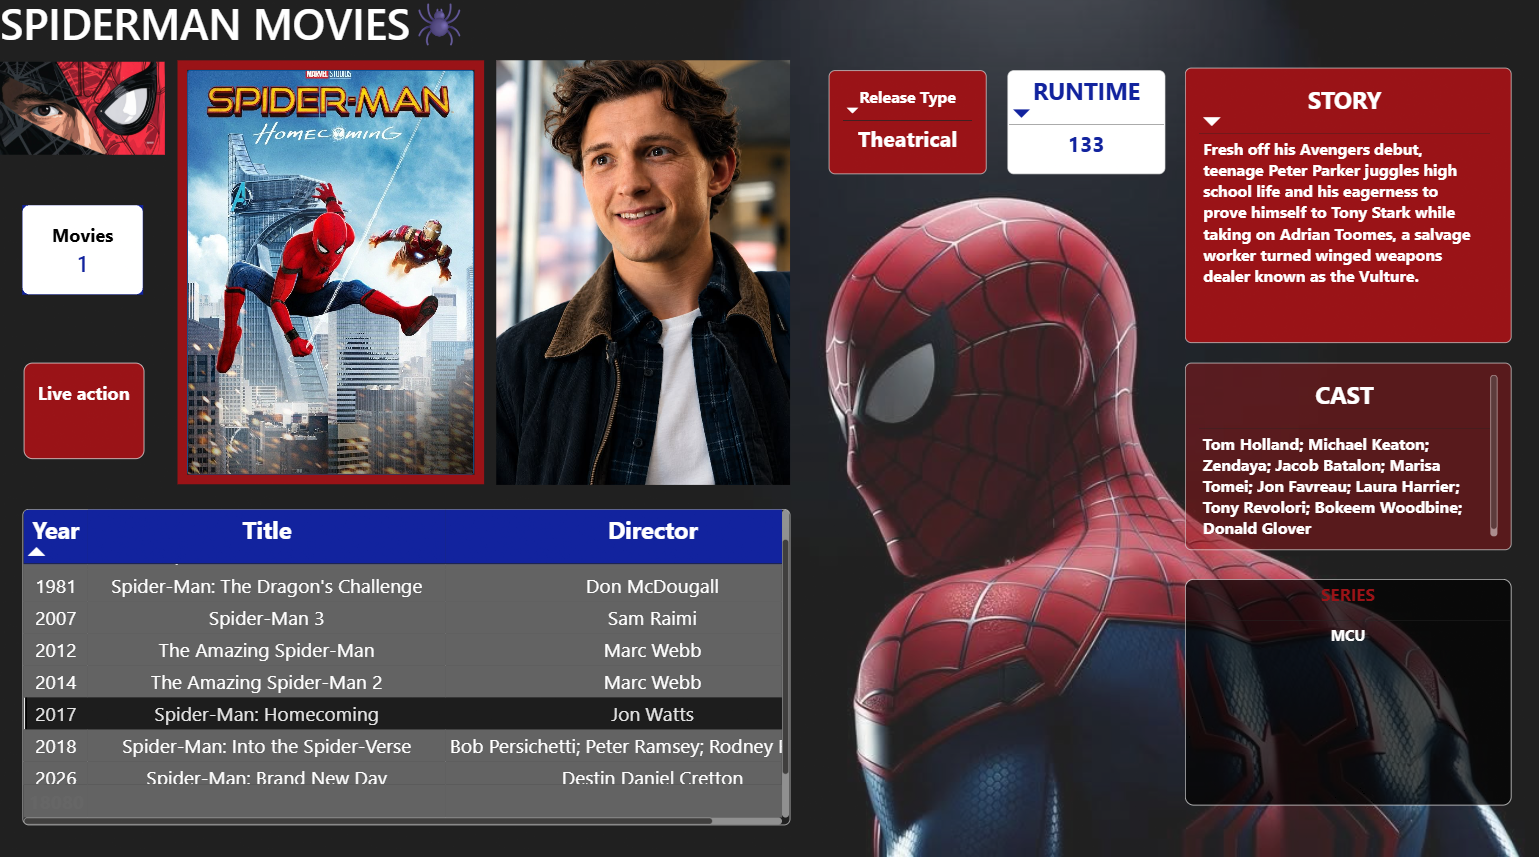 SPIDERMAN MOVIES
MARVEL STUDIOS
SPIDER-MAN
HOMECOMING
Movies
1
Live action
Release Type
Theatrical
RUNTIME
133
STORY
Fresh off his Avengers debut,
teenage Peter Parker juggles high
school life and his eagerness to
prove himself to Tony Stark while
taking on Adrian Toomes, a salvage
worker turned winged weapons
dealer known as the Vulture.
CAST
Tom Holland; Michael Keaton;
Zendaya; Jacob Batalon; Marisa
Tomei; Jon Favreau; Laura Harrier;
Tony Revolori; Bokeem Woodbine;
Donald Glover
SERIES
MCU
Year Title Director
1981 Spider-Man: The Dragon's Challenge Don McDougall
2007 Spider-Man 3 Sam Raimi
2012 The Amazing Spider-Man Marc Webb
2014 The Amazing Spider-Man 2 Marc Webb
2017 Spider-Man: Homecoming Jon Watts
2018 Spider-Man: Into the Spider-Verse Bob Persichetti; Peter Ramsey; Rodney
2026 Spider-Man: Brand New Day Destin Daniel Cretton